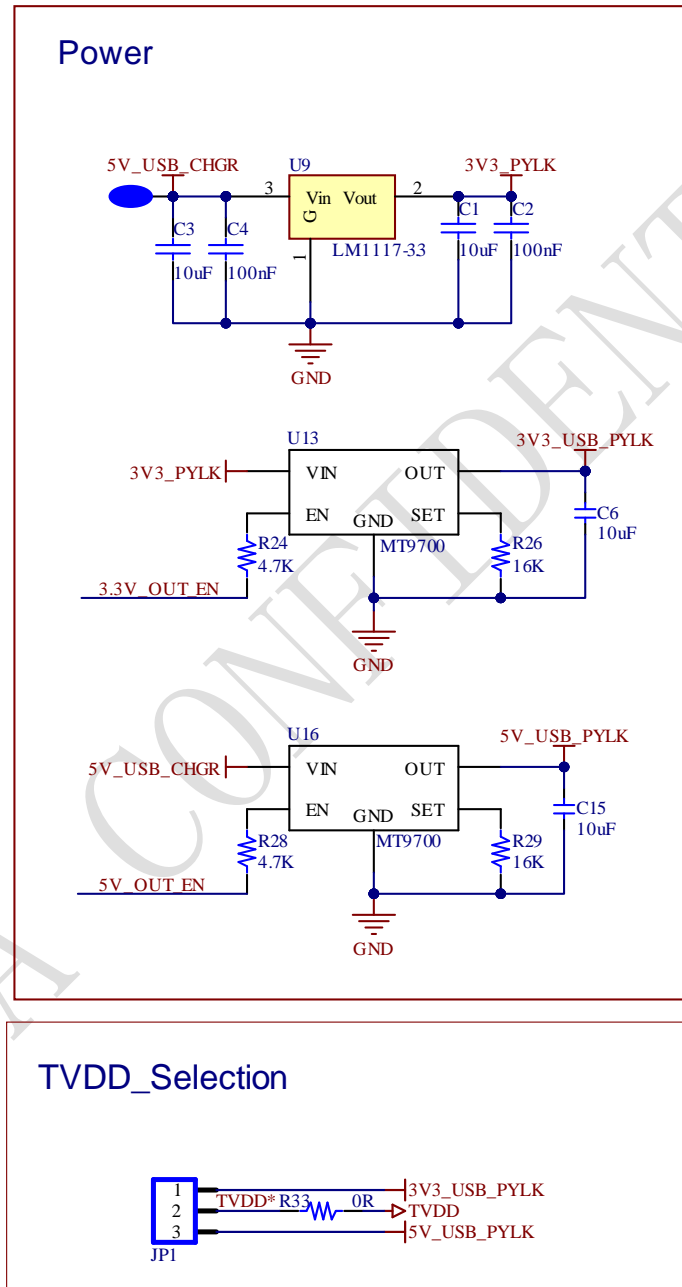 Power
5V_USB_CHGR
U9
3V3_PYLK
3
Vin Vout
2
G
1
LM1117-33
C3
10uF
C4
100nF
C1
10uF
C2
100nF
GND
U13
3V3_USB_PYLK
3V3_PYLK
VIN
OUT
EN
GND
SET
MT9700
C6
10uF
R24
4.7K
R26
16K
3.3V_OUT_EN
GND
U16
5V_USB_PYLK
5V_USB_CHGR
VIN
OUT
EN
GND
SET
MT9700
C15
10uF
R28
4.7K
R29
16K
5V_OUT_EN
GND
TVDD_Selection
1
3V3_USB_PYLK
2
TVDD*
R33
0R
TVDD
3
5V_USB_PYLK
JP1
A CONFIDENT